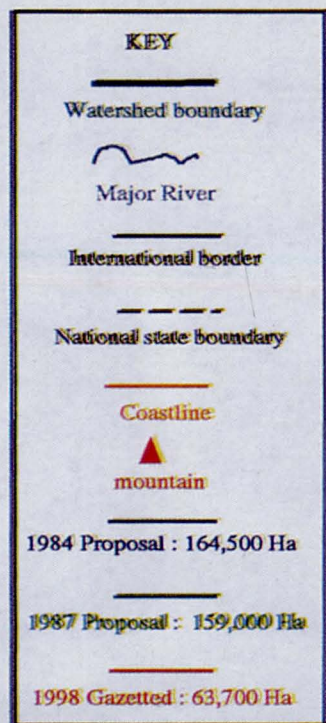 KEY
Watershed boundary
Major River
International border
National state boundary
Coastline
mountain
1984 Proposal : 164,500 Ha
1987 Proposal : 159,000 Ha
1998 Gazetted : 63,700 Ha